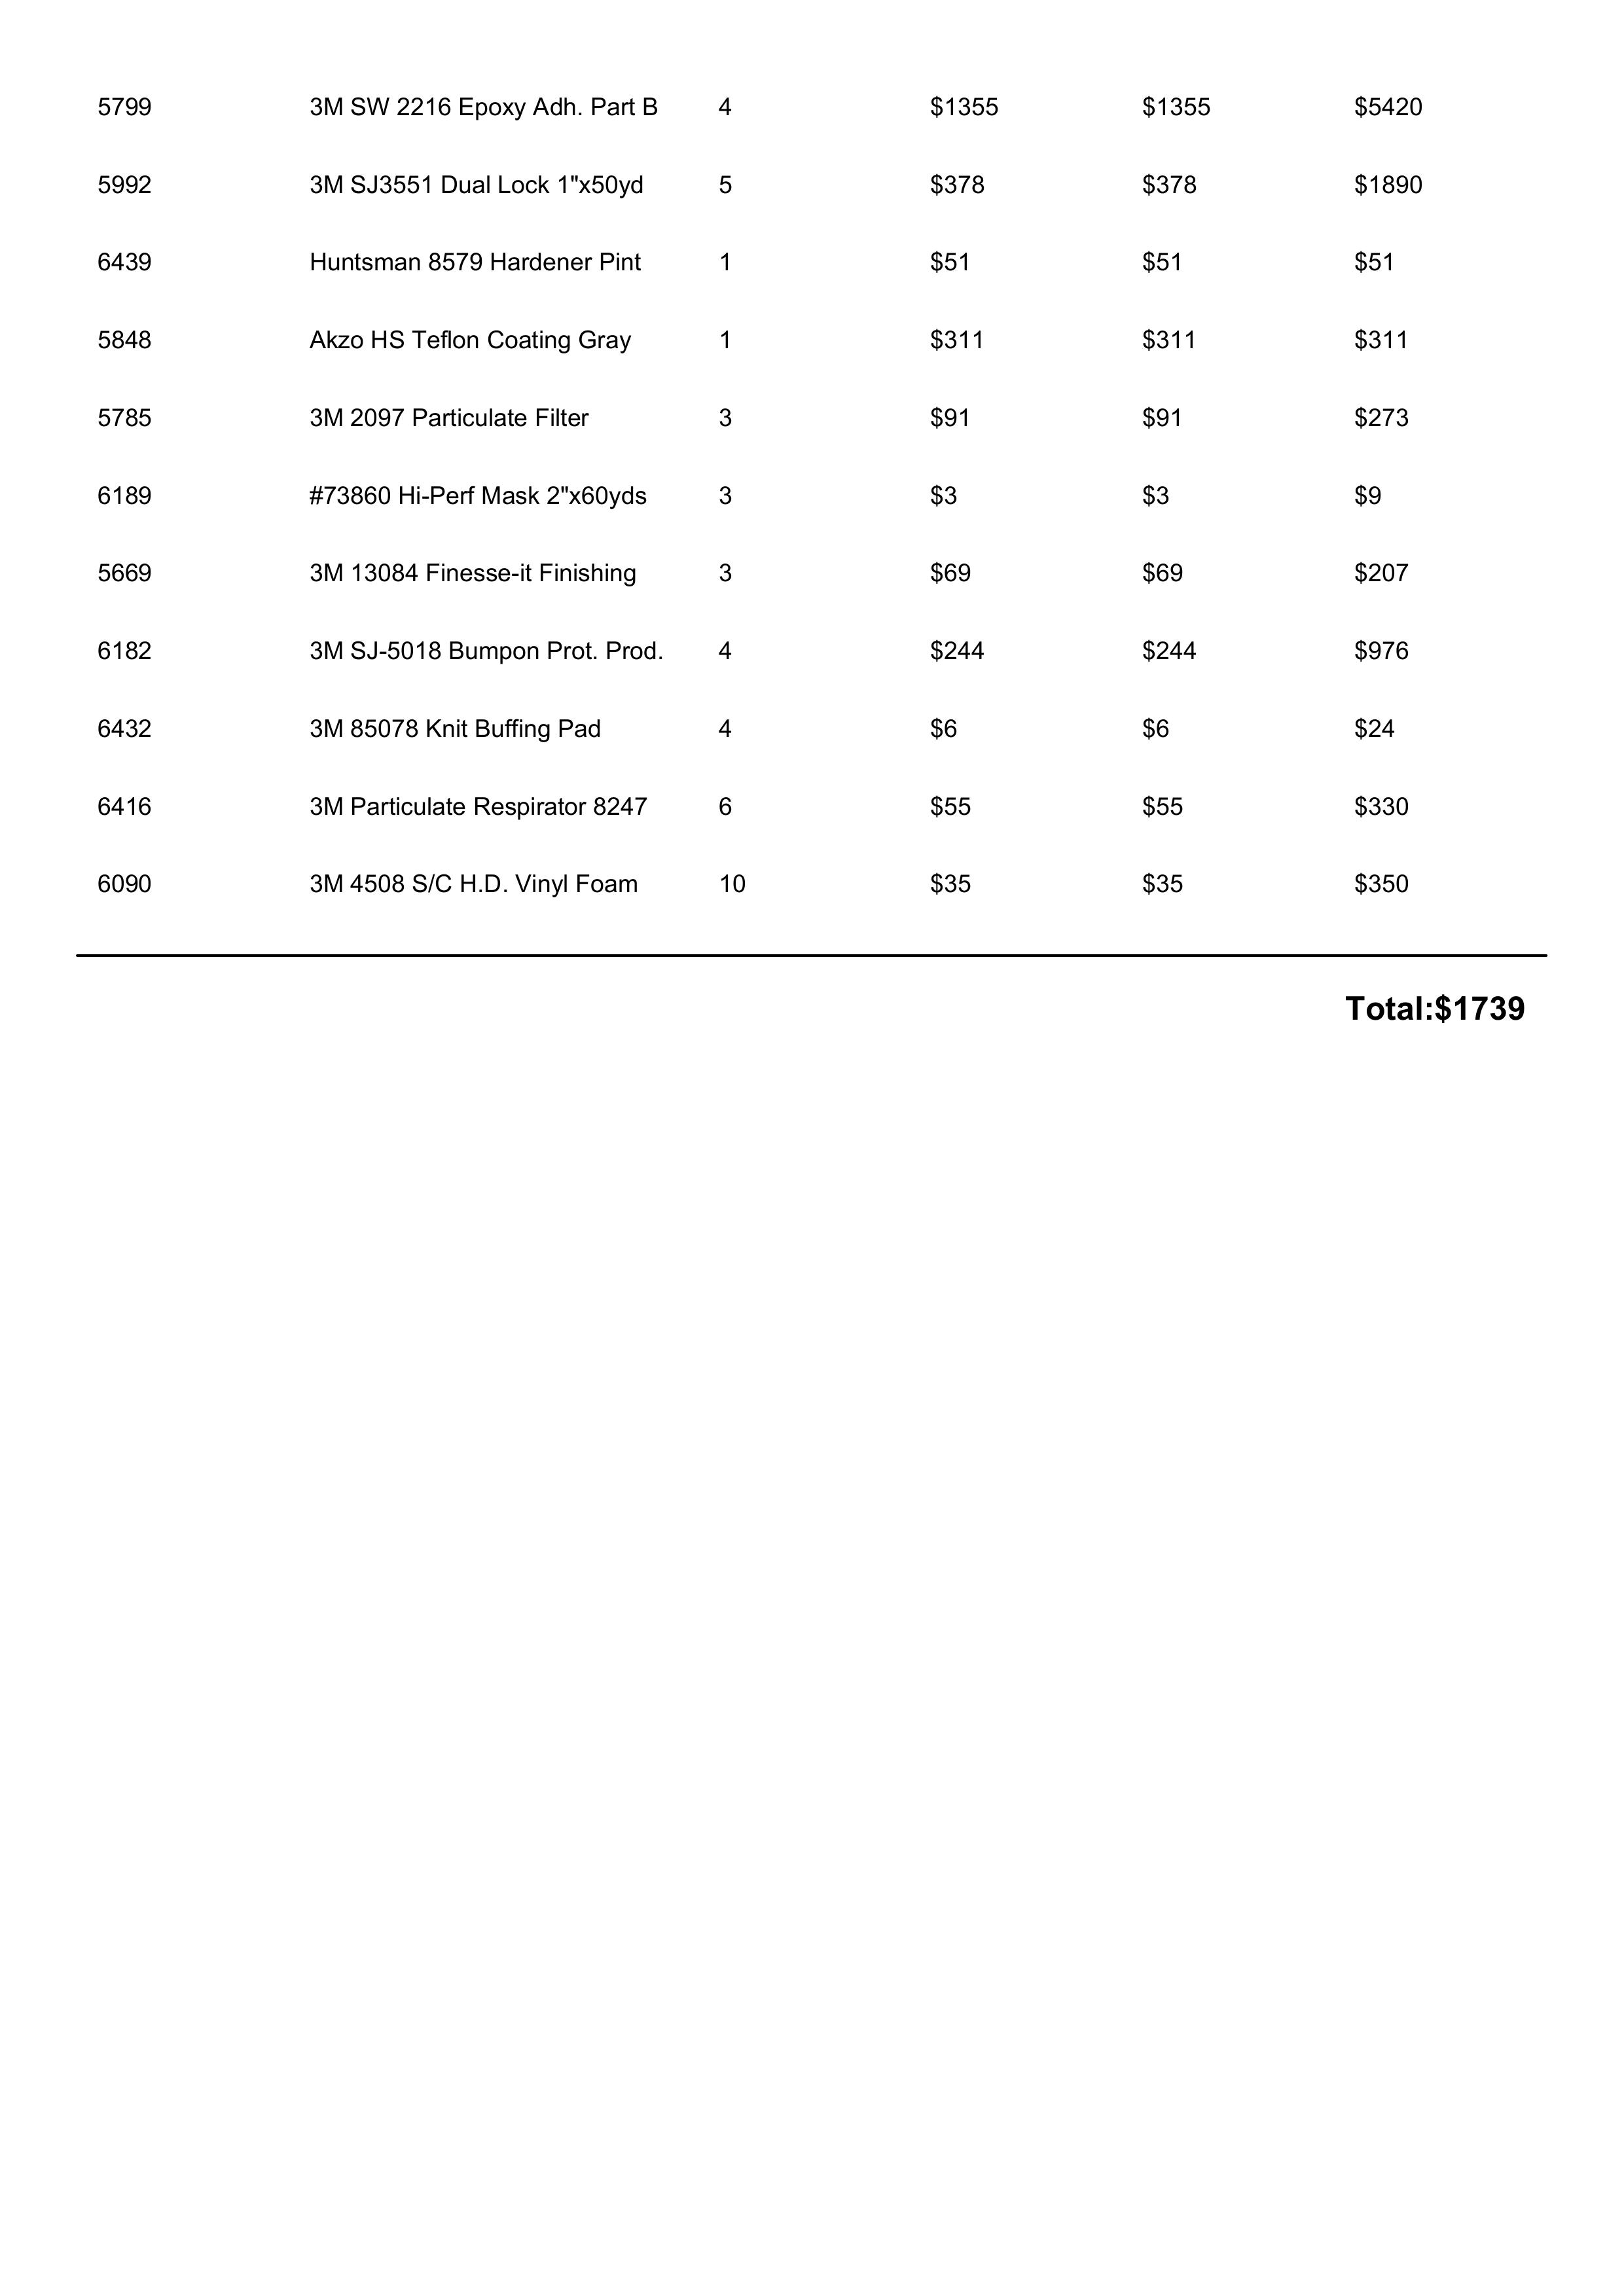 5799 3M SW 2216 Epoxy Adh. Part B 4 $1355 $1355 $5420
5992 3M SJ3551 Dual Lock 1"x50yd 5 $378 $378 $1890
6439 Huntsman 8579 Hardener Pint 1 $51 $51 $51
5848 Akzo HS Teflon Coating Gray 1 $311 $311 $311
5785 3M 2097 Particulate Filter 3 $91 $91 $273
6189 #73860 Hi-Perf Mask 2"x60yds 3 $3 $3 $9
5669 3M 13084 Finesse-it Finishing 3 $69 $69 $207
6182 3M SJ-5018 Bumpon Prot. Prod. 4 $244 $244 $976
6432 3M 85078 Knit Buffing Pad 4 $6 $6 $24
6416 3M Particulate Respirator 8247 6 $55 $55 $330
6090 3M 4508 S/C H.D. Vinyl Foam 10 $35 $35 $350
Total:$1739